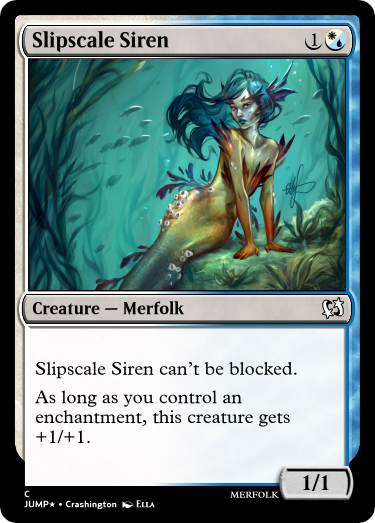 Slipscale Siren 1
Creature — Merfolk
Slipscale Siren can't be blocked.
As long as you control an
enchantment, this creature gets
+1/+1.
1/1
C
JUMP★ • Crashington ELLA
MERFOLK